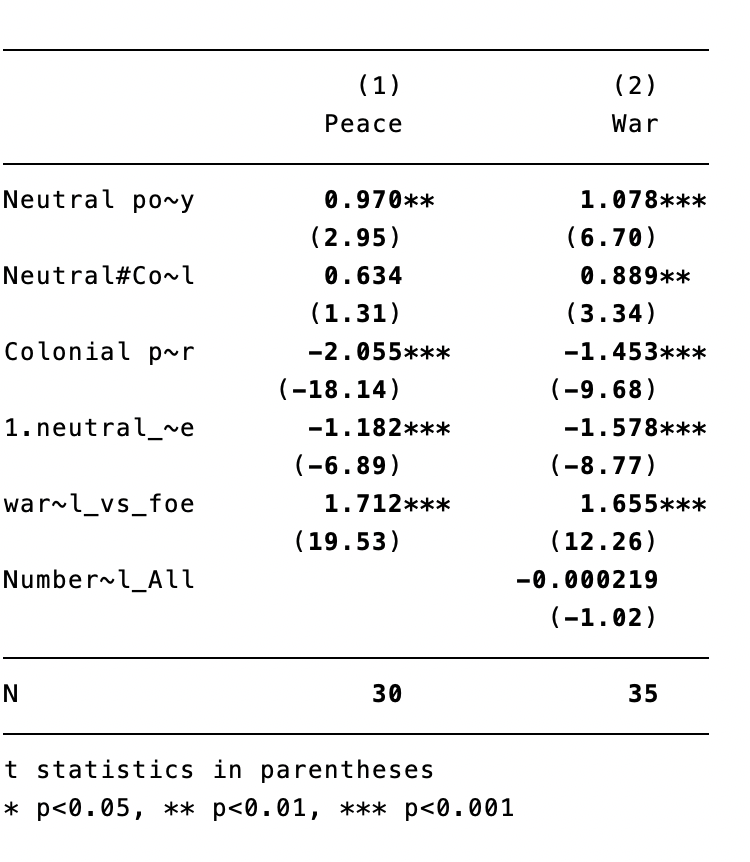 (1) (2)
Peace War
Neutral po~y 0.970** 1.078***
(2.95) (6.70)
Neutral#Co~l 0.634 0.889**
(1.31) (3.34)
Colonial p~r -2.055*** -1.453***
(-18.14) (-9.68)
1.neutral_~e -1.182*** -1.578***
(-6.89) (-8.77)
war~l_vs_foe 1.712*** 1.655***
(19.53) (12.26)
Number~l_All -0.000219
(-1.02)
N 30 35
t statistics in parentheses
* p<0.05, ** p<0.01, *** p<0.001